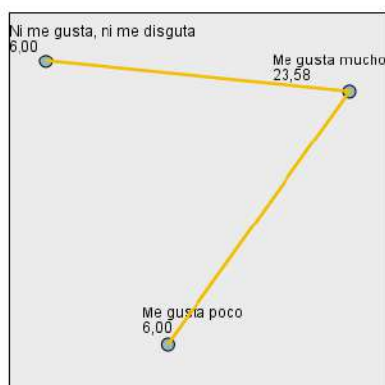 Ni me gusta, ni me disguta
6,00
Me gusta mucho
23,58
Me gusta poco
6,00